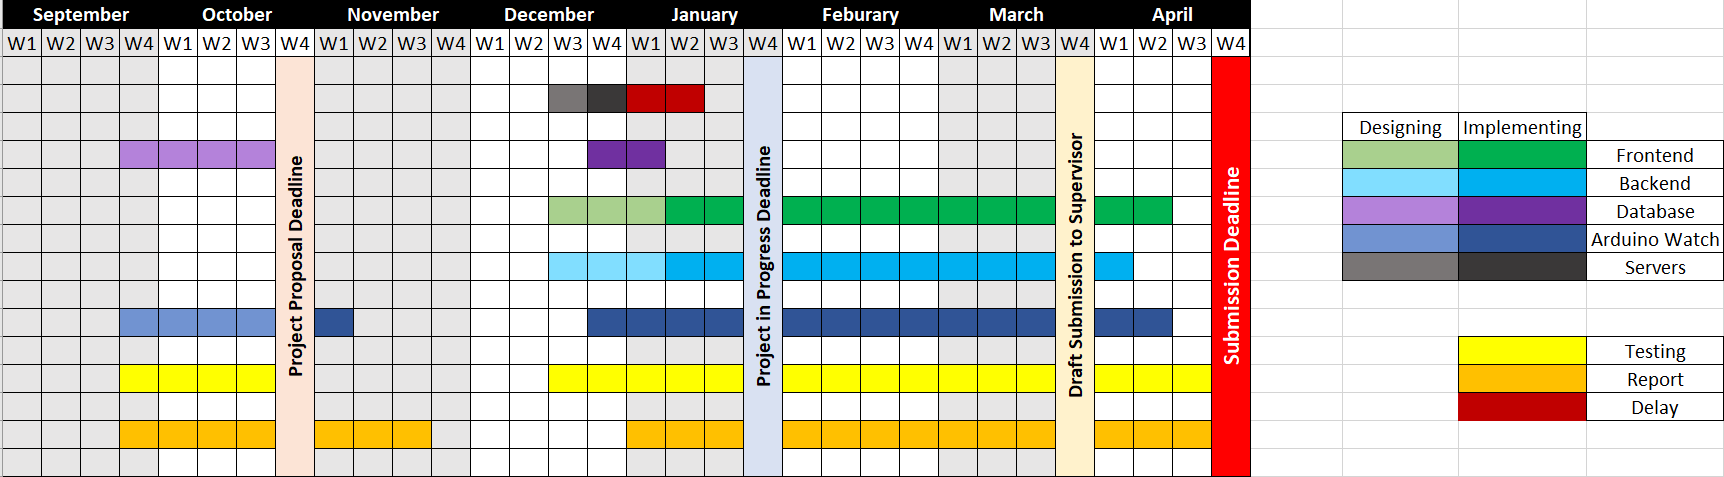 September October November December January Feburary March April
W1 W2 W3 W4 W1 W2 W3 W4 W1 W2 W3 W4 W1 W2 W3 W4 W1 W2 W3 W4 W1 W2 W3 W4 W1 W2 W3 W4 W1 W2 W3 W4
Project Proposal Deadline
Project in Progress Deadline
Draft Submission to Supervisor
Submission Deadline
Designing Implementing
Frontend
Backend
Database
Arduino Watch
Servers
Testing
Report
Delay